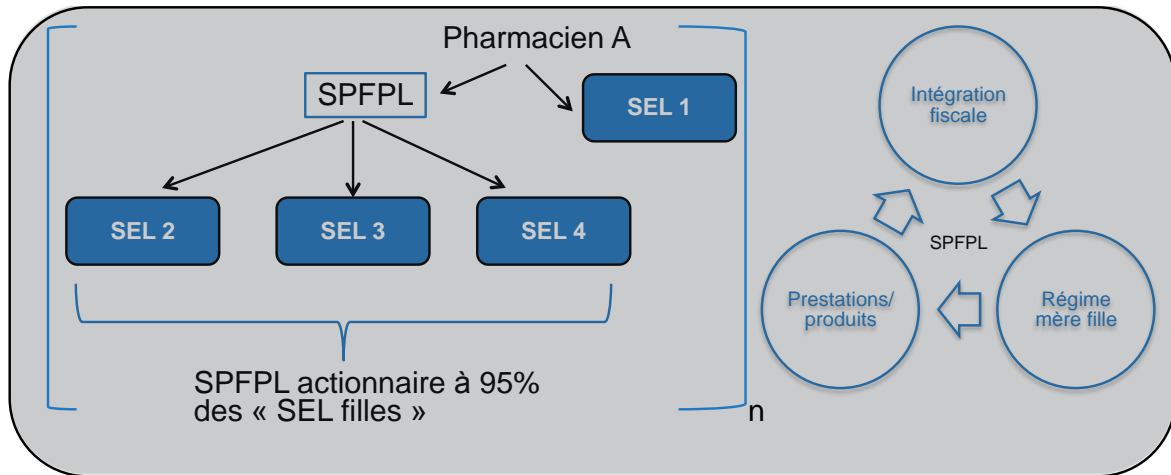 Pharmacien A
SPFPL
SEL 1
SEL 2
SEL 3
SEL 4
SPFPL actionnaire à 95%
des « SEL filles »
n
Intégration
fiscale
SPFPL
Prestations/
produits
Régime
mère fille